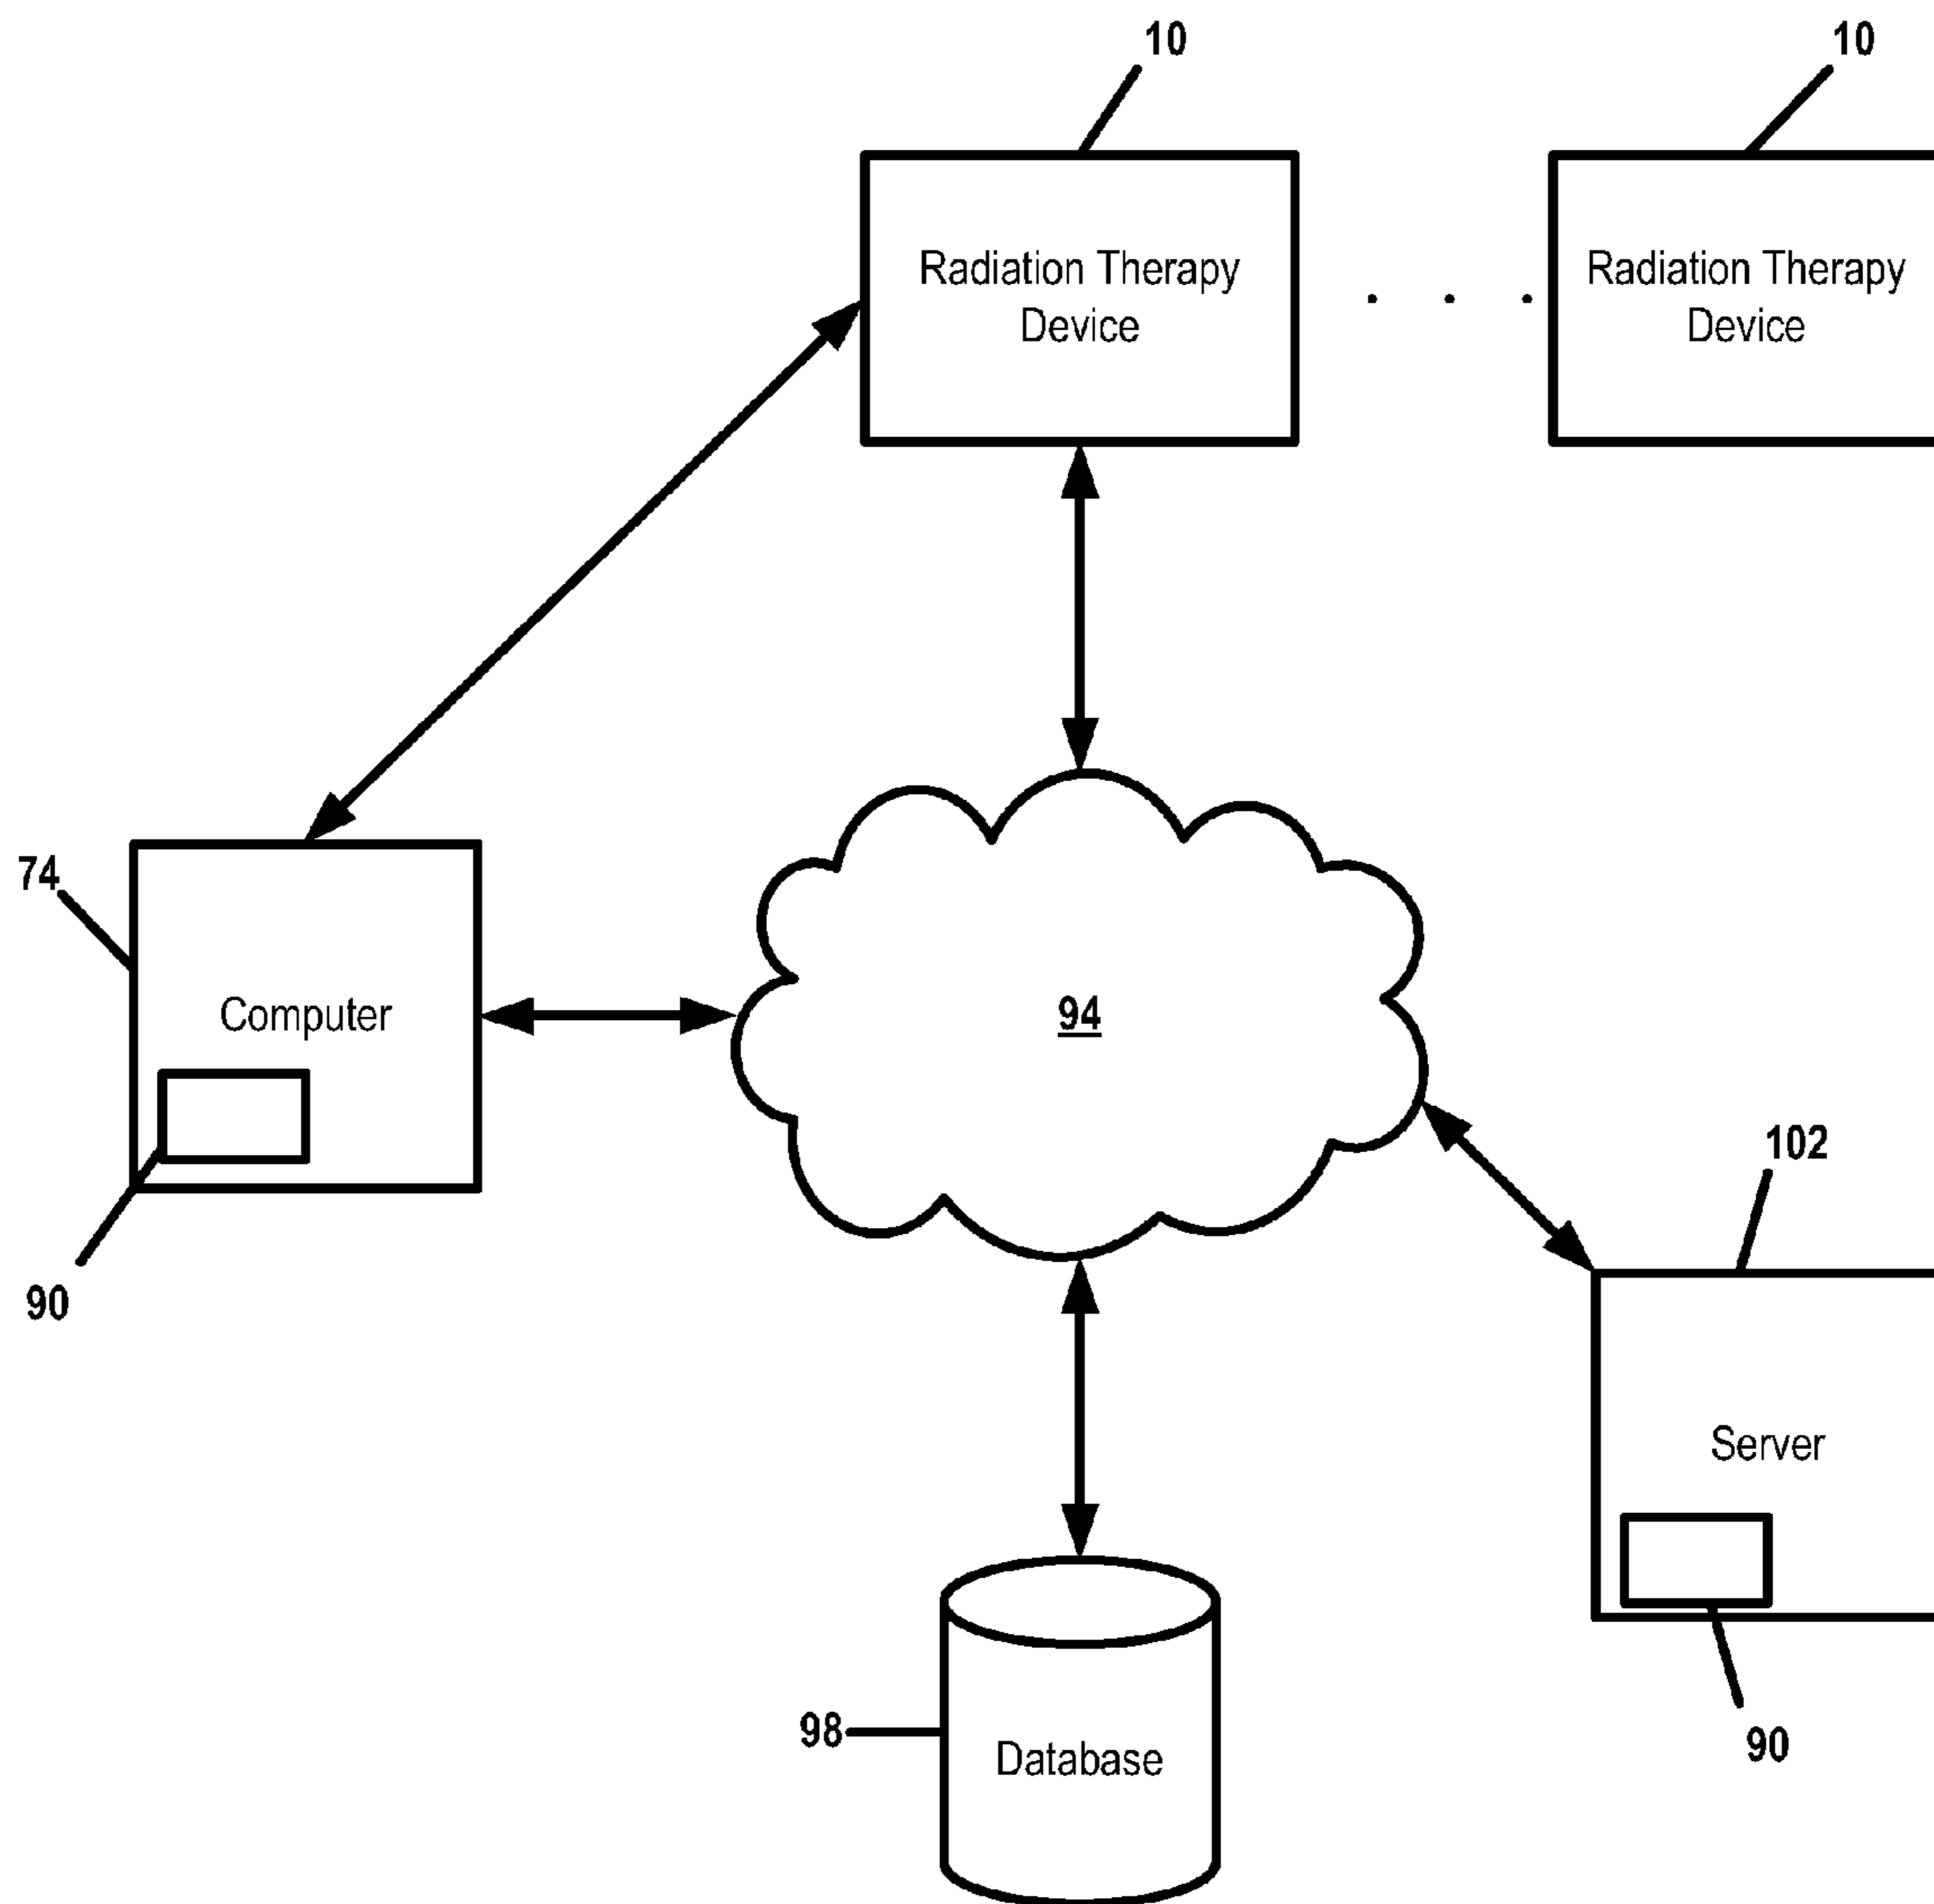 10
10
Radiation Therapy
Device
. . .
Radiation Therapy
Device
74
Computer
94
90
102
Server
98
Database
90